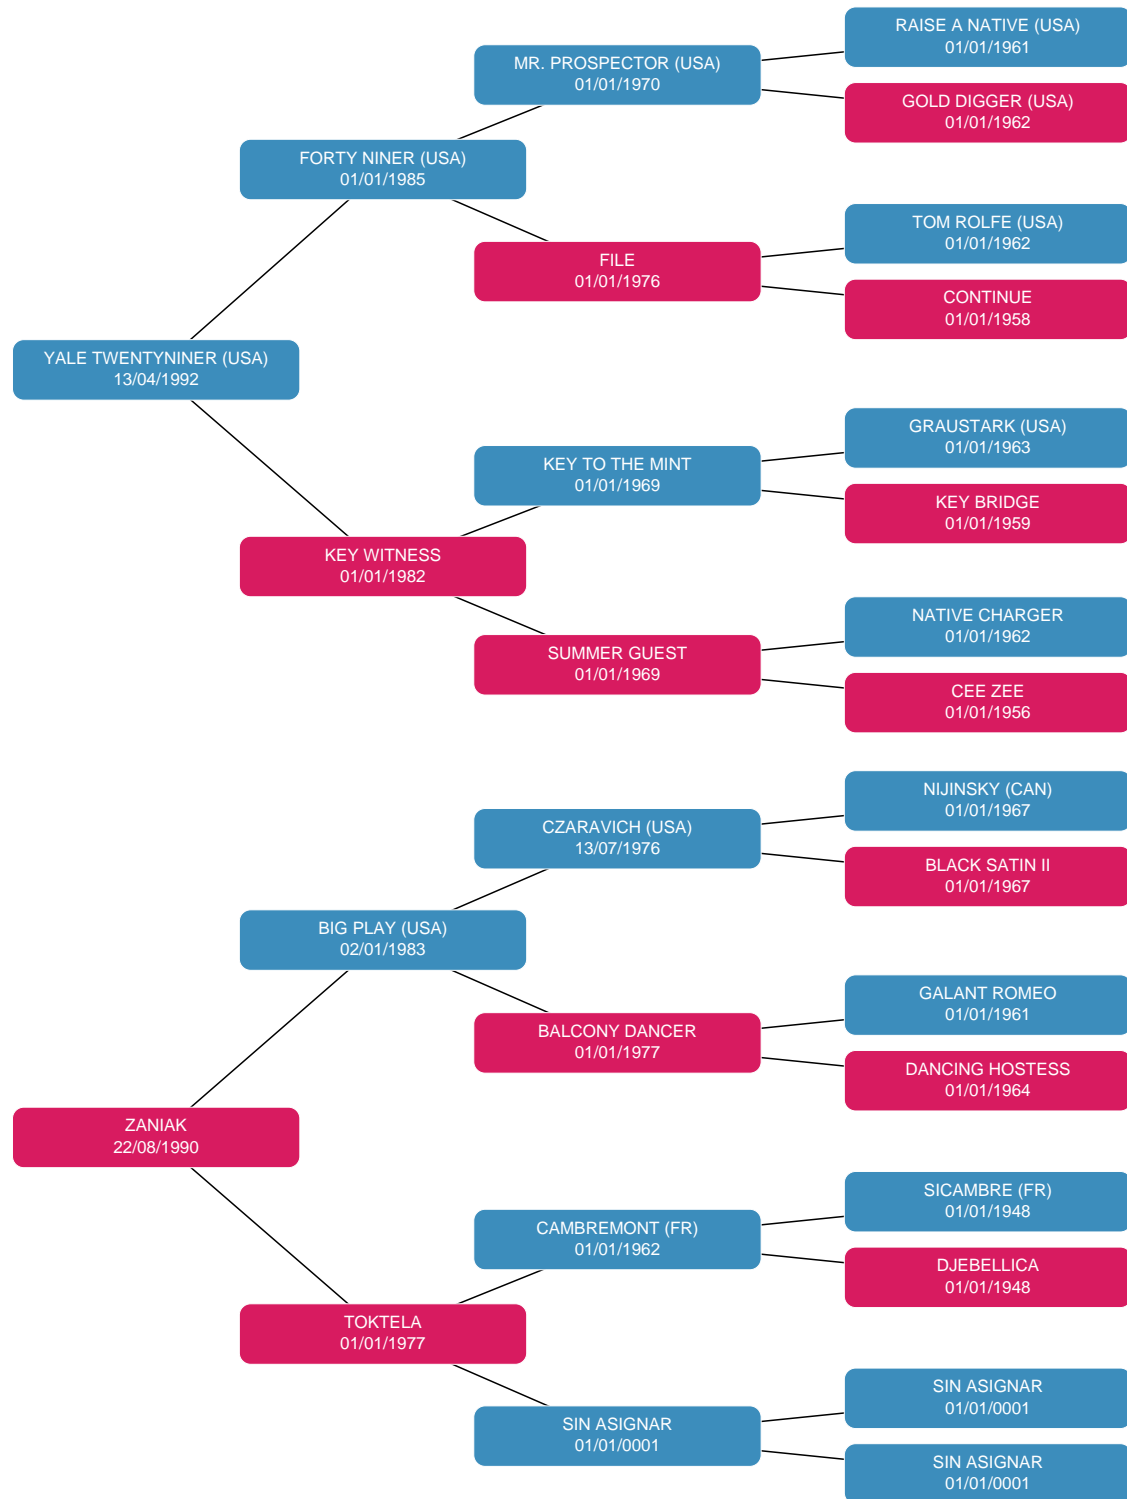 RAISE A NATIVE (USA)
01/01/1961
MR. PROSPECTOR (USA)
01/01/1970
GOLD DIGGER (USA)
01/01/1962
FORTY NINER (USA)
01/01/1985
TOM ROLFE (USA)
01/01/1962
FILE
01/01/1976
CONTINUE
01/01/1958
YALE TWENTYNINER (USA)
13/04/1992
GRAUSTARK (USA)
01/01/1963
KEY TO THE MINT
01/01/1969
KEY BRIDGE
01/01/1959
KEY WITNESS
01/01/1982
NATIVE CHARGER
01/01/1962
SUMMER GUEST
01/01/1969
CEE ZEE
01/01/1956
NIJINSKY (CAN)
01/01/1967
CZARAVICH (USA)
13/07/1976
BLACK SATIN II
01/01/1967
BIG PLAY (USA)
02/01/1983
GALANT ROMEO
01/01/1961
BALCONY DANCER
01/01/1977
DANCING HOSTESS
01/01/1964
ZANIAK
22/08/1990
SICAMBRE (FR)
01/01/1948
CAMBREMONT (FR)
01/01/1962
DJEBELLICA
01/01/1948
TOKTELA
01/01/1977
SIN ASIGNAR
01/01/0001
SIN ASIGNAR
01/01/0001
SIN ASIGNAR
01/01/0001